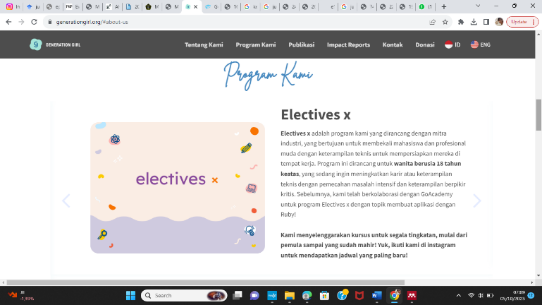 generationgirl.org/#about-us
Update
GENERATION GIRL
Tentang Kami Program Kami Publikasi Impact Reports Kontak Donasi ID ENG
Program Kami
electives x
Electives x
Electives x adalah program kami yang dirancang dengan mitra
industri, yang bertujuan untuk membekali mahasiswa dan profesional
muda dengan keterampilan teknis untuk mempersiapkan mereka di
tempat kerja. Program ini dirancang untuk wanita berusia 18 tahun
keatas, yang sedang ingin meningkatkan karir atau keterampilan
teknis dengan pemecahan masalah intensif dan keterampilan berpikir
kritis. Sebelumnya, kami telah berkolaborasi dengan GoAcademy
untuk program Electives x dengan topik membuat aplikasi dengan
Ruby!
Kami menyelenggarakan kursus untuk segala tingkatan, mulai dari
pemula sampai yang sudah mahir! Yuk, ikuti kami di Instagram
untuk mendapatkan jadwal yang paling baru!
Search